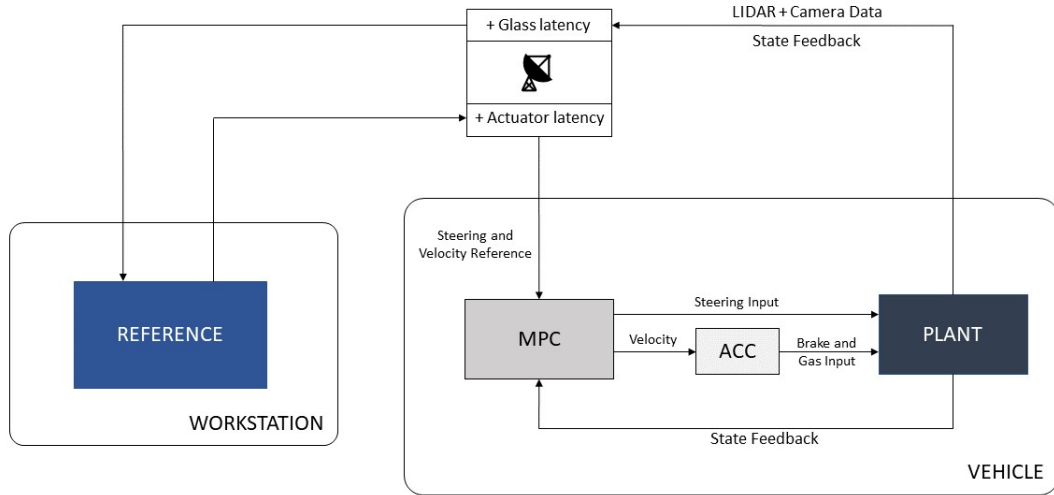 + Glass latency
LIDAR + Camera Data
State Feedback
+ Actuator latency
Steering and
Velocity Reference
REFERENCE
WORKSTATION
MPC
Steering Input
Velocity
ACC
Brake and
Gas Input
PLANT
State Feedback
VEHICLE